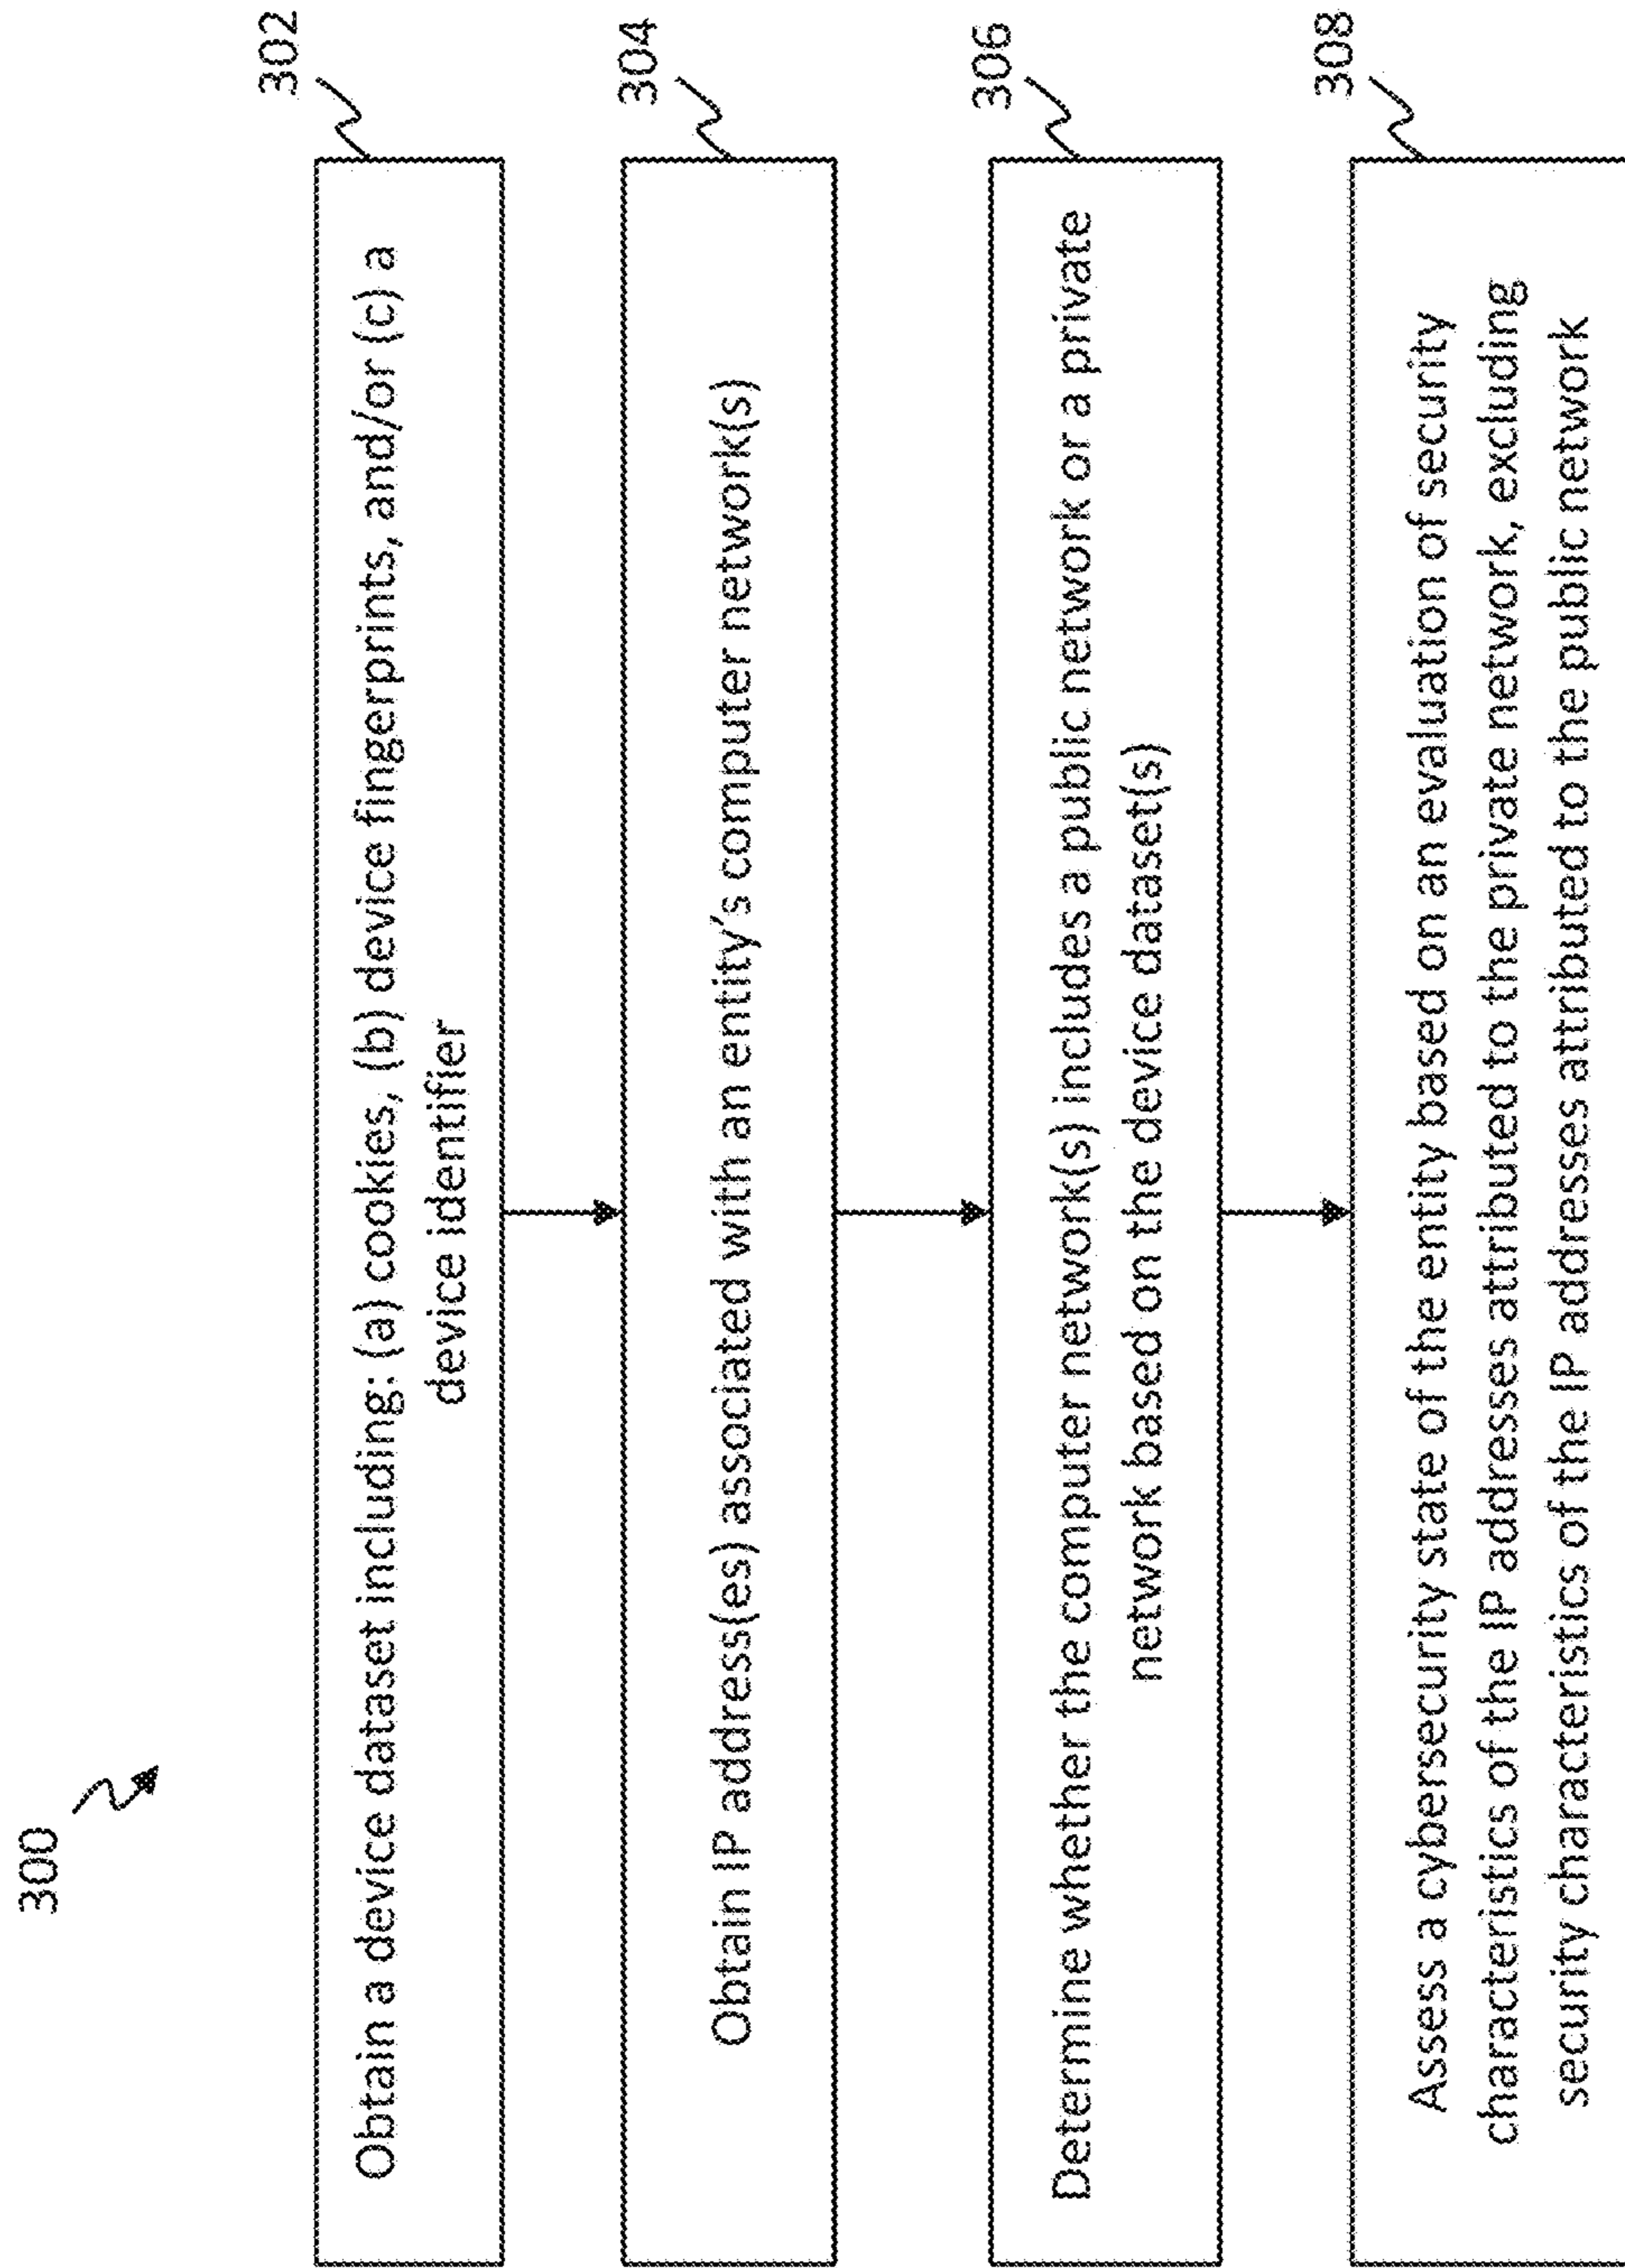 300
302
Obtain a device dataset including: (a) cookies, (b) device fingerprints, and/or (c) a
device identifier
304
Obtain IP address(es) associated with an entity's computer network(s)
306
Determine whether the computer network(s) includes a public network or a private
network based on the device dataset(s)
308
Assess a cybersecurity state of the entity based on an evaluation of security
characteristics of the IP addresses attributed to the private network, excluding
security characteristics of the IP addresses attributed to the public network